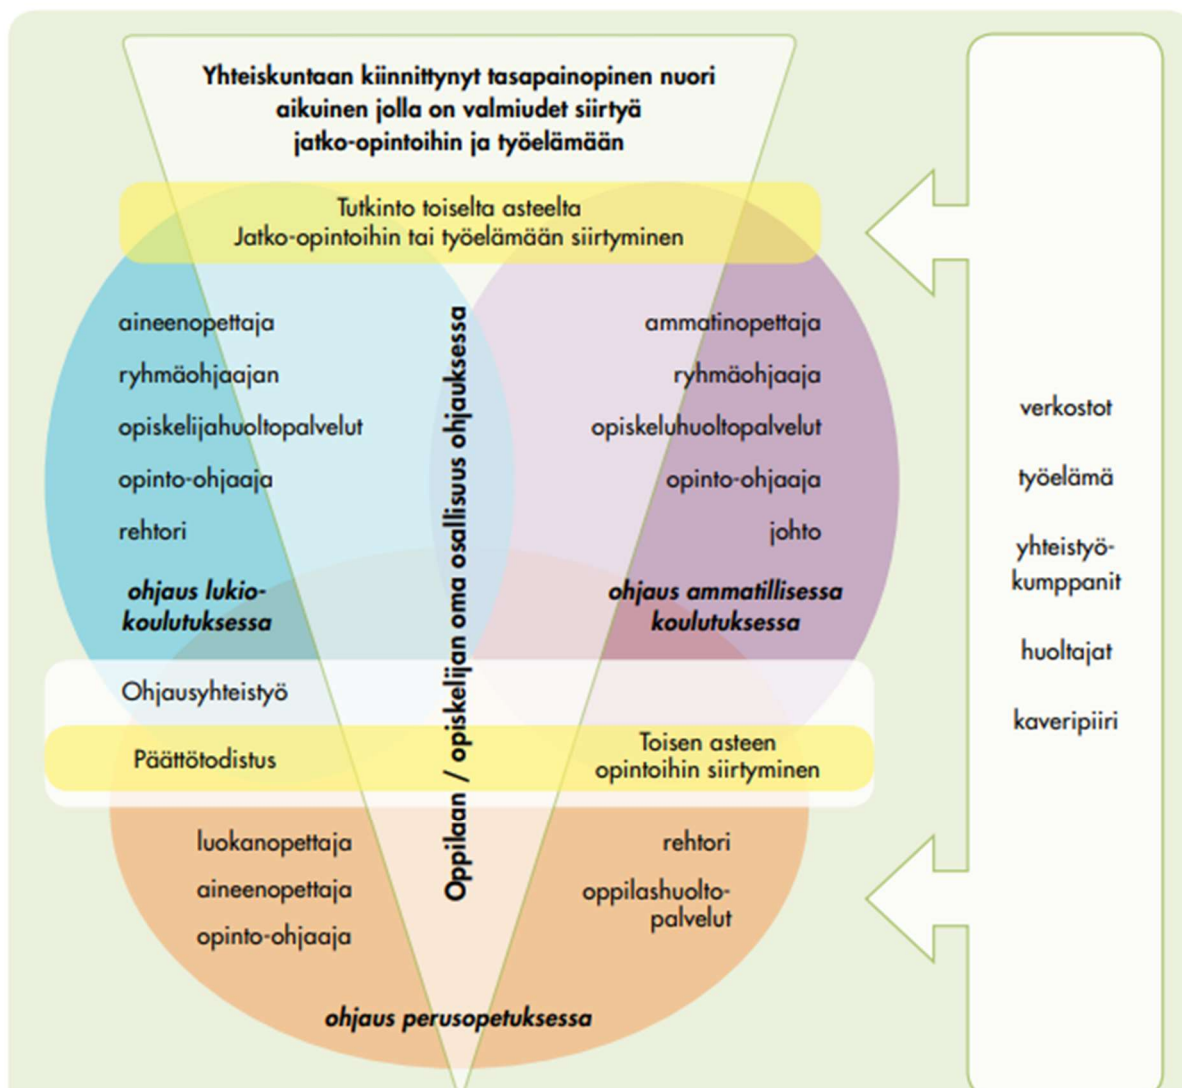 Yhteiskuntaan kiinnittynyt tasapainopinen nuori
aikuinen jolla on valmiudet siirtyä
jatko-opintoihin ja työelämään
Tutkinto toiselta asteelta
Jatko-opintoihin tai työelämään siirtyminen
aineenopettaja
ryhmäohjaajan
opiskelijahuoltopalvelut
opinto-ohjaaja
rehtori
ohjaus lukio-
koulutuksessa
Oppilaan / opiskelijan oma osallisuus ohjauksessa
ammatinopettaja
ryhmäohjaaja
opiskeluhuoltopalvelut
opinto-ohjaaja
johto
ohjaus ammatillisessa
koulutuksessa
Ohjausyhteistyö
Päättötodistus
Toisen asteen
opintoihin siirtyminen
luokanopettaja
aineenopettaja
opinto-ohjaaja
rehtori
oppilashuolto-
palvelut
ohjaus perusopetuksessa
verkostot
työelämä
yhteistyö-
kumppanit
huoltajat
kaveripiiri